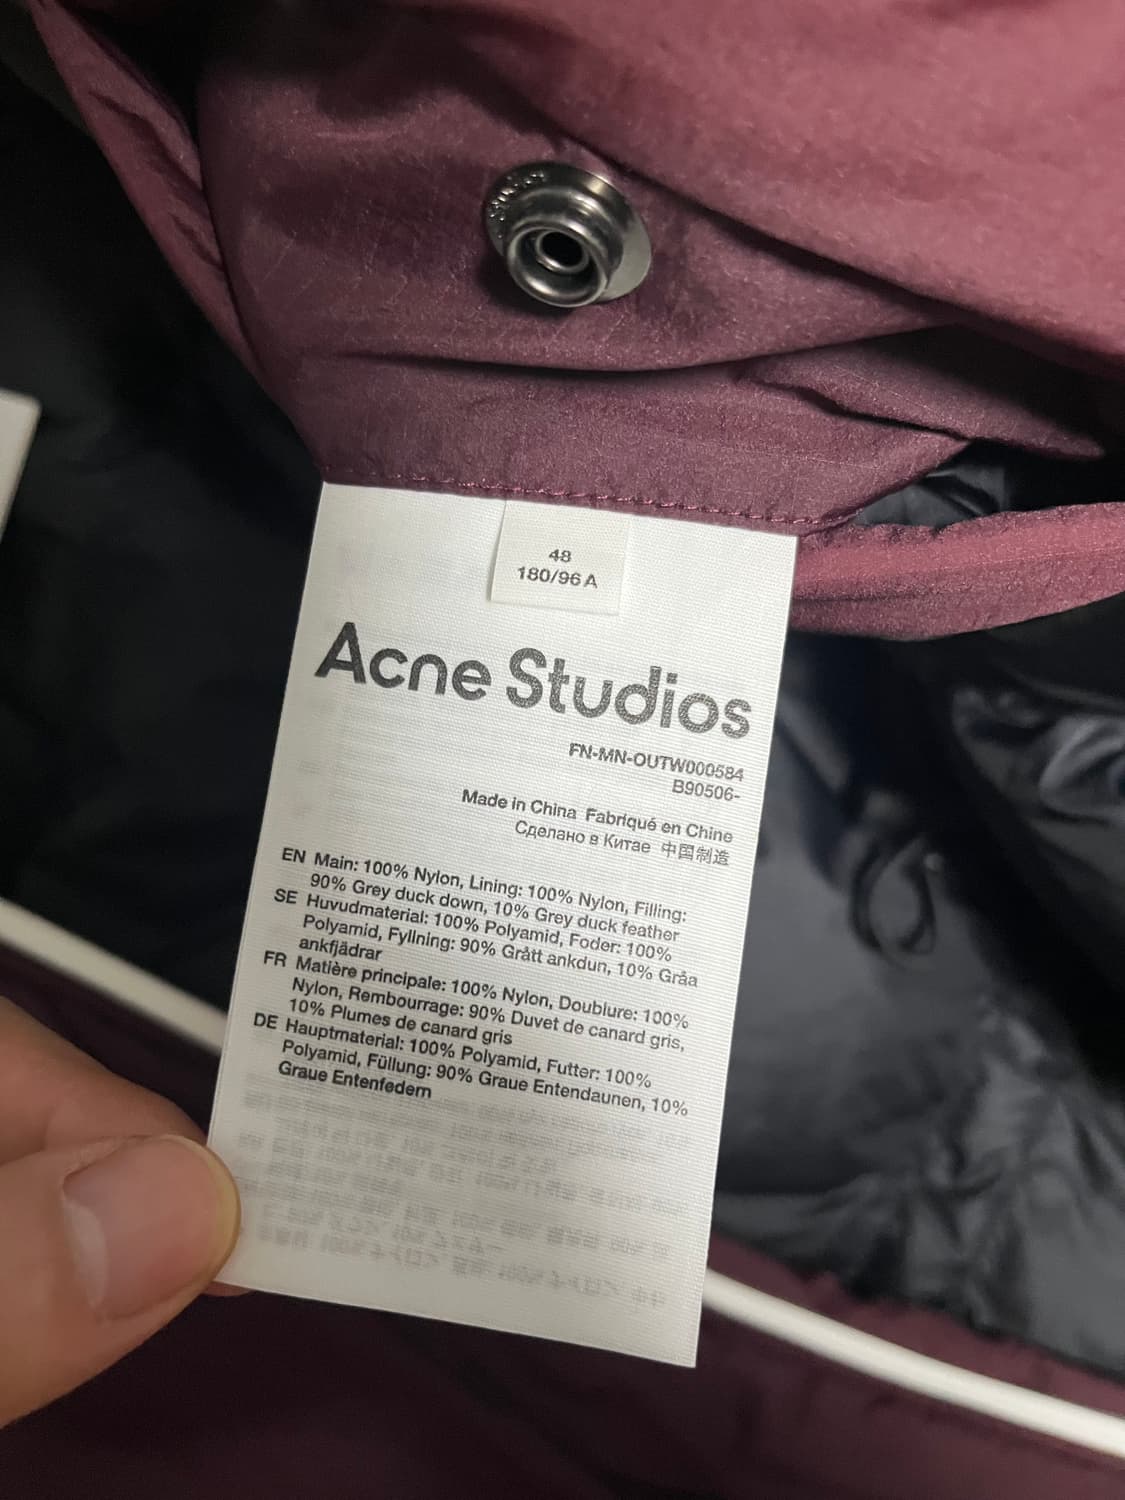 48
180/96 A
Acne Studios
FN-MN-OUTW000584
B90506-
Made in China Fabriqué en Chine
Сделано в Китае 中国制造
EN Main: 100% Nylon, Lining: 100% Nylon, Filling:
90% Grey duck down, 10% Grey duck feather
SE Huvudmaterial: 100% Polyamid, Foder: 100%
Polyamid, Fyllning: 90% Grått ankdun, 10% Gråa
ankfjädrar
FR Matière principale: 100% Nylon, Doublure: 100%
Nylon, Rembourrage: 90% Duvet de canard gris,
10% Plumes de canard gris
DE Hauptmaterial: 100% Polyamid, Futter: 100%
Polyamid, Füllung: 90% Graue Entendaunen, 10%
Graue Entenfedern